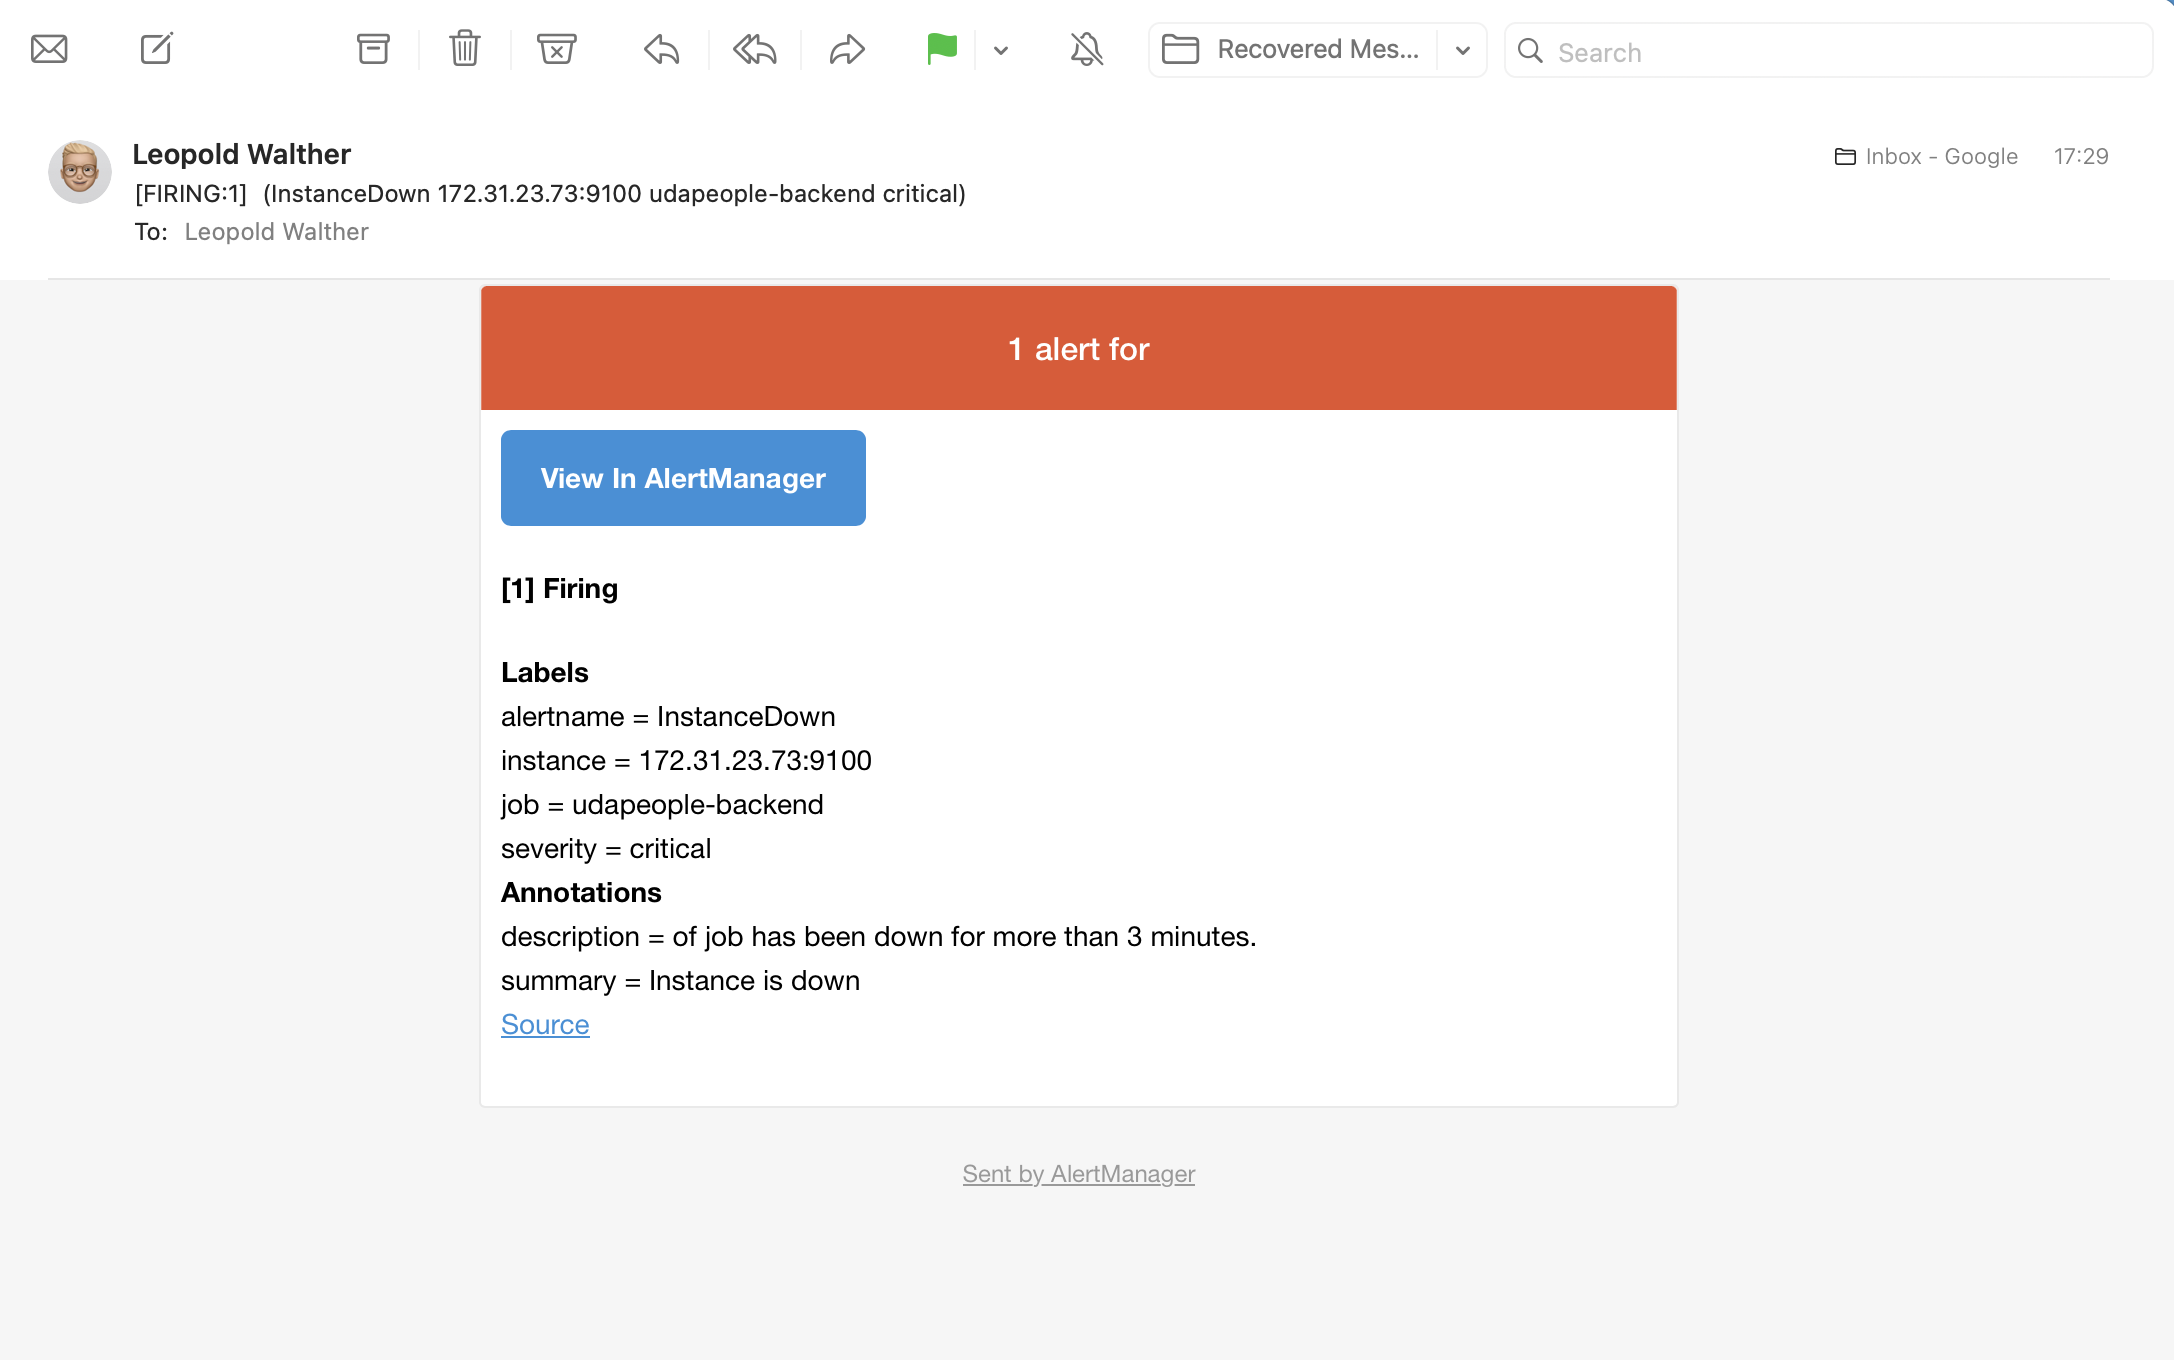 Recovered Mes...
Search
Leopold Walther
Inbox - Google 17:29
[FIRING:1] (InstanceDown 172.31.23.73:9100 udapeople-backend critical)
To: Leopold Walther
1 alert for
View In AlertManager
[1] Firing
Labels
alertname = InstanceDown
instance = 172.31.23.73:9100
job = udapeople-backend
severity = critical
Annotations
description = of job has been down for more than 3 minutes.
summary = Instance is down
Source
Sent by AlertManager